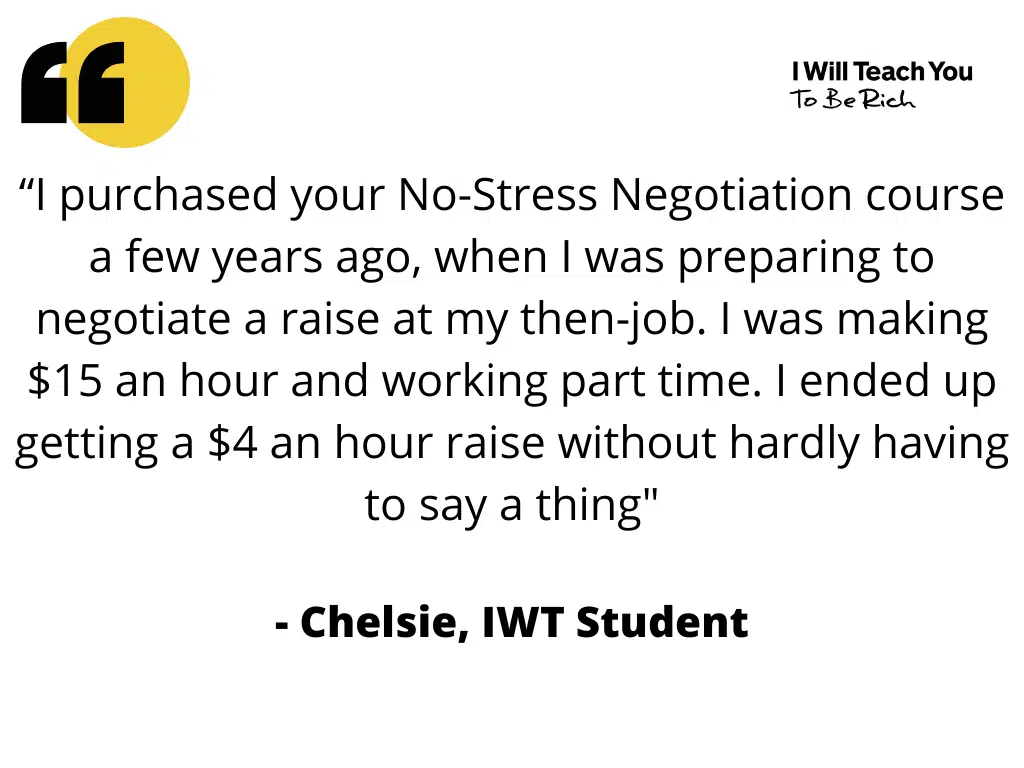 I Will Teach You
To Be Rich
“I purchased your No-Stress Negotiation course
a few years ago, when I was preparing to
negotiate a raise at my then-job. I was making
$15 an hour and working part time. I ended up
getting a $4 an hour raise without hardly having
to say a thing"
- Chelsie, IWT Student